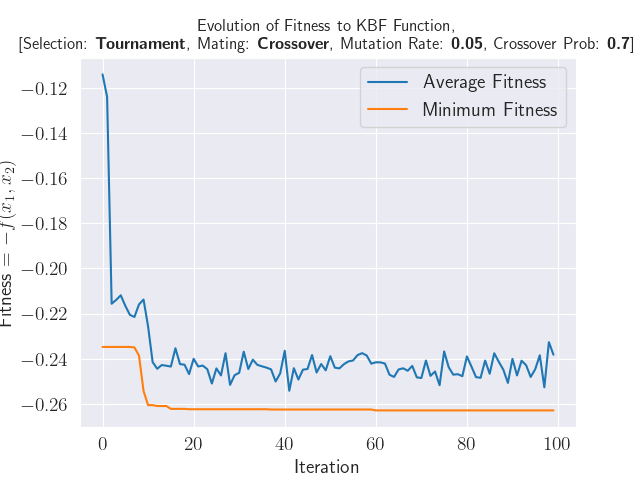 Evolution of Fitness to KBF Function,
[Selection: Tournament, Mating: Crossover, Mutation Rate: 0.05, Crossover Prob: 0.7]
Average Fitness
Minimum Fitness
−0.12
−0.14
−0.16
−0.18
−0.20
−0.22
−0.24
−0.26
Fitness = −f(x₁, x₂)
0 20 40 60 80 100
Iteration